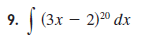 9. ∫ (3x − 2)²⁰ dx